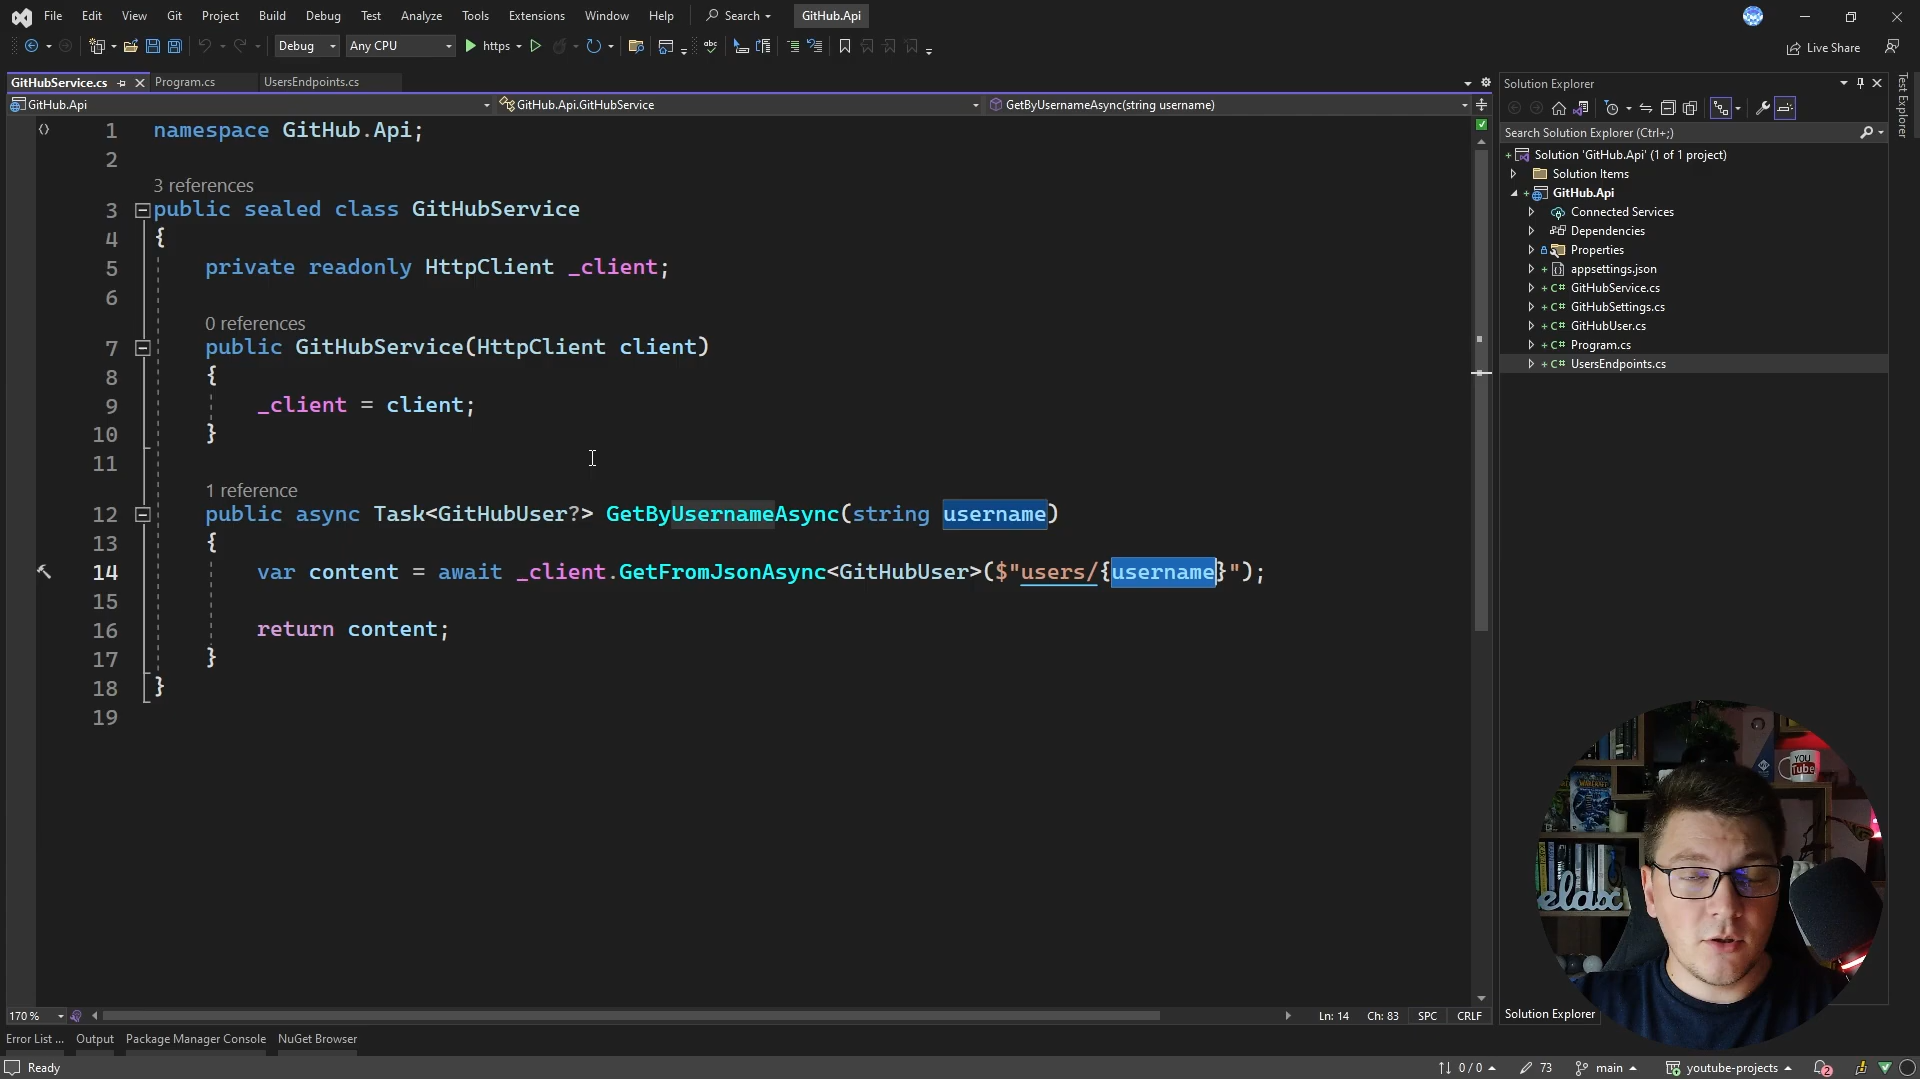 File Edit View Git Project Build Debug Test Analyze Tools Extensions Window Help Search GitHub.Api
Debug Any CPU https Live Share
GitHubService.cs Program.cs UsersEndpoints.cs
GitHub.Api GitHub.Api.GitHubService GetByUsernameAsync(string username)
1 namespace GitHub.Api;
2
3 references
3 public sealed class GitHubService
4 {
5 private readonly HttpClient _client;
6
0 references
7 public GitHubService(HttpClient client)
8 {
9 _client = client;
10 }
11
1 reference
12 public async Task<GitHubUser?> GetByUsernameAsync(string username)
13 {
14 var content = await _client.GetFromJsonAsync<GitHubUser>($"users/{username}");
15
16 return content;
17 }
18 }
19
170 % Ln: 14 Ch: 83 SPC CRLF
Error List ... Output Package Manager Console NuGet Browser
Ready 0 / 0 73 main youtube-projects 2
Solution Explorer
Search Solution Explorer (Ctrl+;)
Solution 'GitHub.Api' (1 of 1 project)
Solution Items
GitHub.Api
Connected Services
Dependencies
Properties
appsettings.json
C# GitHubService.cs
C# GitHubSettings.cs
C# GitHubUser.cs
C# Program.cs
C# UsersEndpoints.cs
Solution Explorer
Test Explorer
YOU
Tube
elax